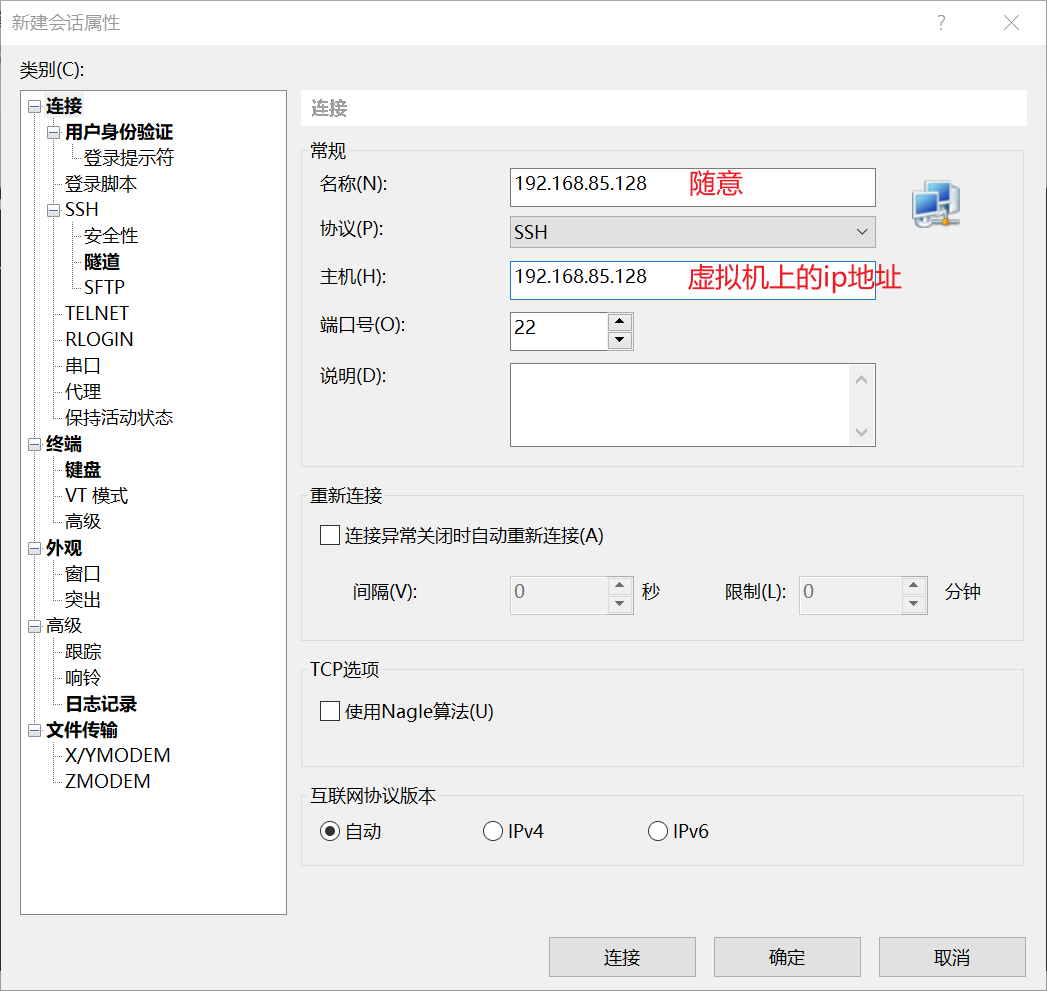 新建会话属性
类别(C):
连接
用户身份验证
登录提示符
登录脚本
SSH
安全性
隧道
SFTP
TELNET
RLOGIN
串口
代理
保持活动状态
终端
键盘
VT 模式
高级
外观
窗口
突出
高级
跟踪
响铃
日志记录
文件传输
X/YMODEM
ZMODEM
连接
常规
名称(N): 192.168.85.128 随意
协议(P): SSH
主机(H): 192.168.85.128 虚拟机上的ip地址
端口号(O): 22
说明(D):
重新连接
连接异常关闭时自动重新连接(A)
间隔(V): 0 秒 限制(L): 0 分钟
TCP选项
使用Nagle算法(U)
互联网协议版本
自动 IPv4 IPv6
连接 确定 取消